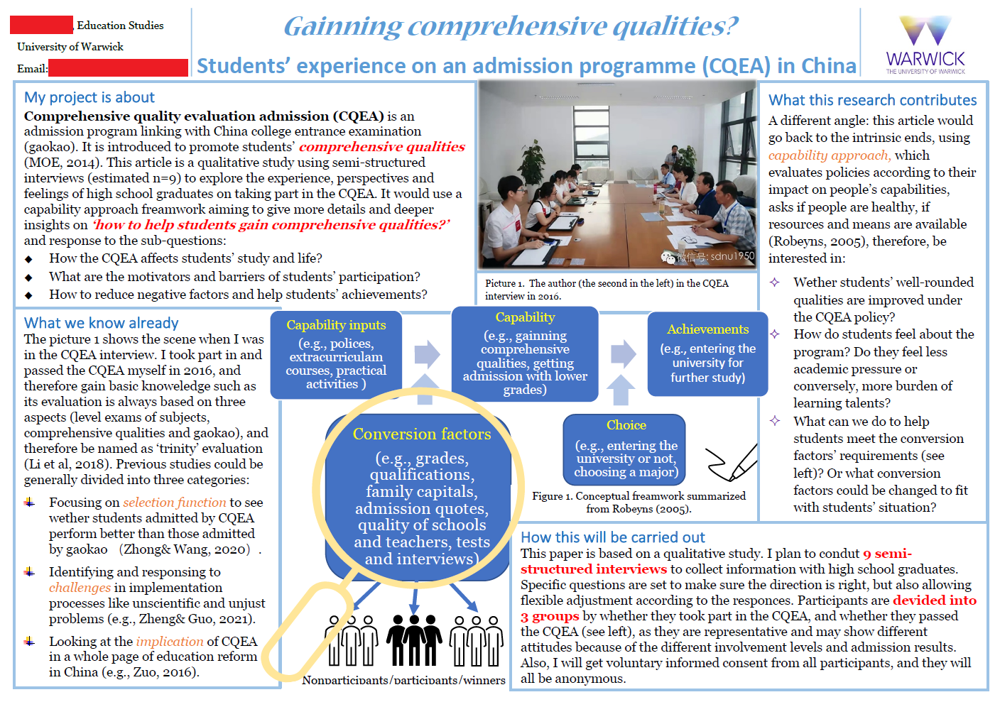 , Education Studies
University of Warwick
Email:
Gainning comprehensive qualities?
Students’ experience on an admission programme (CQEA) in China
WARWICK
THE UNIVERSITY OF WARWICK
My project is about
Comprehensive quality evaluation admission (CQEA) is an
admission program linking with China college entrance examination
(gaokao). It is introduced to promote students’ comprehensive qualities
(MOE, 2014). This article is a qualitative study using semi-structured
interviews (estimated n=9) to explore the experience, perspectives and
feelings of high school graduates on taking part in the CQEA. It would use a
capability approach freamwork aiming to give more details and deeper
insights on ‘how to help students gain comprehensive qualities?’
and response to the sub-questions:
◆ How the CQEA affects students’ study and life?
◆ What are the motivators and barriers of students’ participation?
◆ How to reduce negative factors and help students’ achievements?
微信号: sdnu1950
Picture 1. The author (the second in the left) in the CQEA
interview in 2016.
What this research contributes
A different angle: this article would
go back to the intrinsic ends, using
capability approach, which
evaluates policies according to their
impact on people’s capabilities,
asks if people are healthy, if
resources and means are available
(Robeyns, 2005), therefore, be
interested in:
Wether students’ well-rounded
qualities are improved under
the CQEA policy?
How do students feel about the
program? Do they feel less
academic pressure or
conversely, more burden of
learning talents?
What can we do to help
students meet the conversion
factors’ requirements (see
left)? Or what conversion
factors could be changed to fit
with students’ situation?
What we know already
The picture 1 shows the scene when I was
in the CQEA interview. I took part in and
passed the CQEA myself in 2016, and
therefore gain basic knoweledge such as
its evaluation is always based on three
aspects (level exams of subjects,
comprehensive qualities and gaokao), and
therefore be named as ‘trinity’ evaluation
(Li et al, 2018). Previous studies could be
generally divided into three categories:
Focusing on selection function to see
wether students admitted by CQEA
perform better than those admitted
by gaokao （Zhong& Wang, 2020）.
Identifying and responsing to
challenges in implementation
processes like unscientific and unjust
problems (e.g., Zheng& Guo, 2021).
Looking at the implication of CQEA
in a whole page of education reform
in China (e.g., Zuo, 2016).
Capability inputs
(e.g., polices,
extracurriculam
courses, practical
activities )
Capability
(e.g., gainning
comprehensive
qualities, getting
admission with lower
grades)
Achievements
(e.g., entering the
university for
further study)
Conversion factors
(e.g., grades,
qualifications,
family capitals,
admission quotes,
quality of schools
and teachers, tests
and interviews)
Choice
(e.g., entering the
university or not,
choosing a major)
Figure 1. Conceptual freamwork summarized
from Robeyns (2005).
Nonparticipants/participants/winners
How this will be carried out
This paper is based on a qualitative study. I plan to condut 9 semi-
structured interviews to collect information with high school graduates.
Specific questions are set to make sure the direction is right, but also allowing
flexible adjustment according to the responces. Participants are devided into
3 groups by whether they took part in the CQEA, and whether they passed
the CQEA (see left), as they are representative and may show different
attitudes because of the different involvement levels and admission results.
Also, I will get voluntary informed consent from all participants, and they will
all be anonymous.